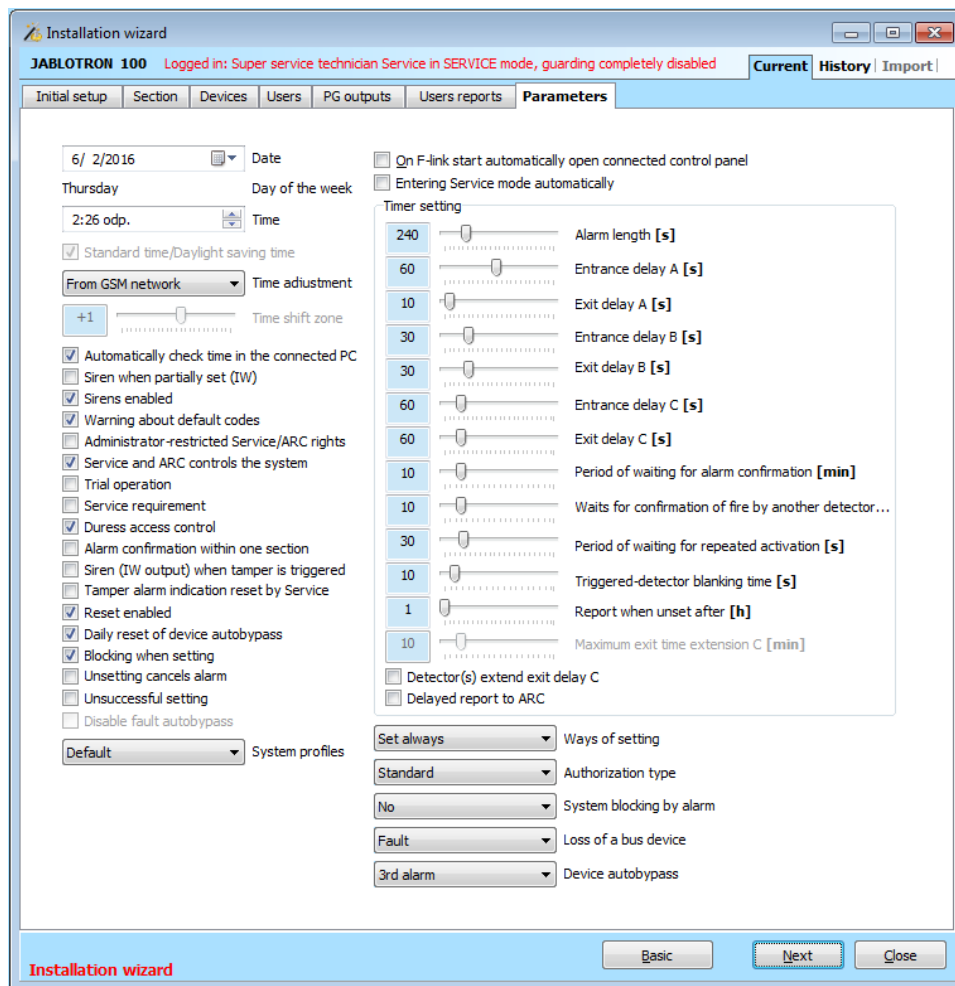 Installation wizard
JABLOTRON 100 Logged in: Super service technician Service in SERVICE mode, guarding completely disabled Current History Import
Initial setup Section Devices Users PG outputs Users reports Parameters
6/ 2/2016 Date
Thursday Day of the week
2:26 odp. Time
Standard time/Daylight saving time
From GSM network Time adiustment
+1 Time shift zone
Automatically check time in the connected PC
Siren when partially set (IW)
Sirens enabled
Warning about default codes
Administrator-restricted Service/ARC rights
Service and ARC controls the system
Trial operation
Service requirement
Duress access control
Alarm confirmation within one section
Siren (IW output) when tamper is triggered
Tamper alarm indication reset by Service
Reset enabled
Daily reset of device autobypass
Blocking when setting
Unsetting cancels alarm
Unsuccessful setting
Disable fault autobypass
Default System profiles
On F-link start automatically open connected control panel
Entering Service mode automatically
Timer setting
240 Alarm length [s]
60 Entrance delay A [s]
10 Exit delay A [s]
30 Entrance delay B [s]
30 Exit delay B [s]
60 Entrance delay C [s]
60 Exit delay C [s]
10 Period of waiting for alarm confirmation [min]
10 Waits for confirmation of fire by another detector...
30 Period of waiting for repeated activation [s]
10 Triggered-detector blanking time [s]
1 Report when unset after [h]
10 Maximum exit time extension C [min]
Detector(s) extend exit delay C
Delayed report to ARC
Set always Ways of setting
Standard Authorization type
No System blocking by alarm
Fault Loss of a bus device
3rd alarm Device autobypass
Installation wizard
Basic Next Close